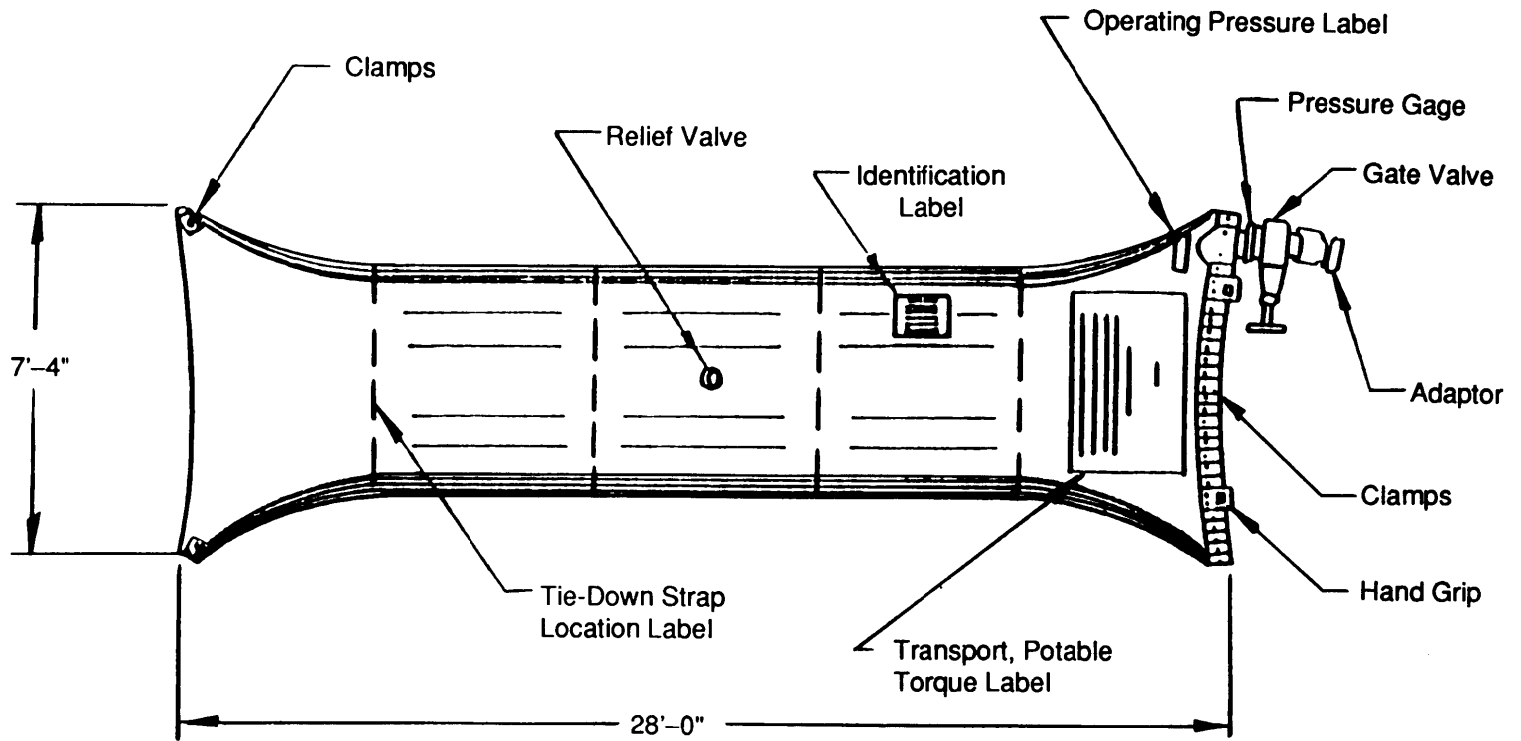 Operating Pressure Label
Clamps
Pressure Gage
Relief Valve
Identification
Label
Gate Valve
7'–4"
Adaptor
Clamps
Hand Grip
Tie-Down Strap
Location Label
Transport, Potable
Torque Label
28'–0"